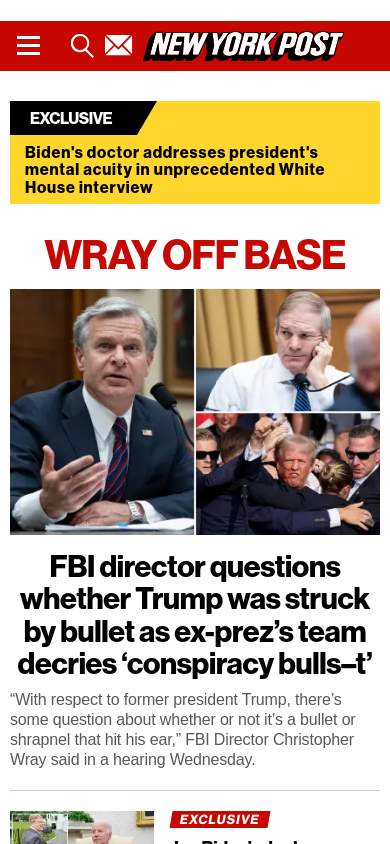 NEW YORK POST
EXCLUSIVE
Biden's doctor addresses president's
mental acuity in unprecedented White
House interview
WRAY OFF BASE
FBI director questions
whether Trump was struck
by bullet as ex-prez’s team
decries ‘conspiracy bulls–t’
“With respect to former president Trump, there’s
some question about whether or not it’s a bullet or
shrapnel that hit his ear,” FBI Director Christopher
Wray said in a hearing Wednesday.
EXCLUSIVE